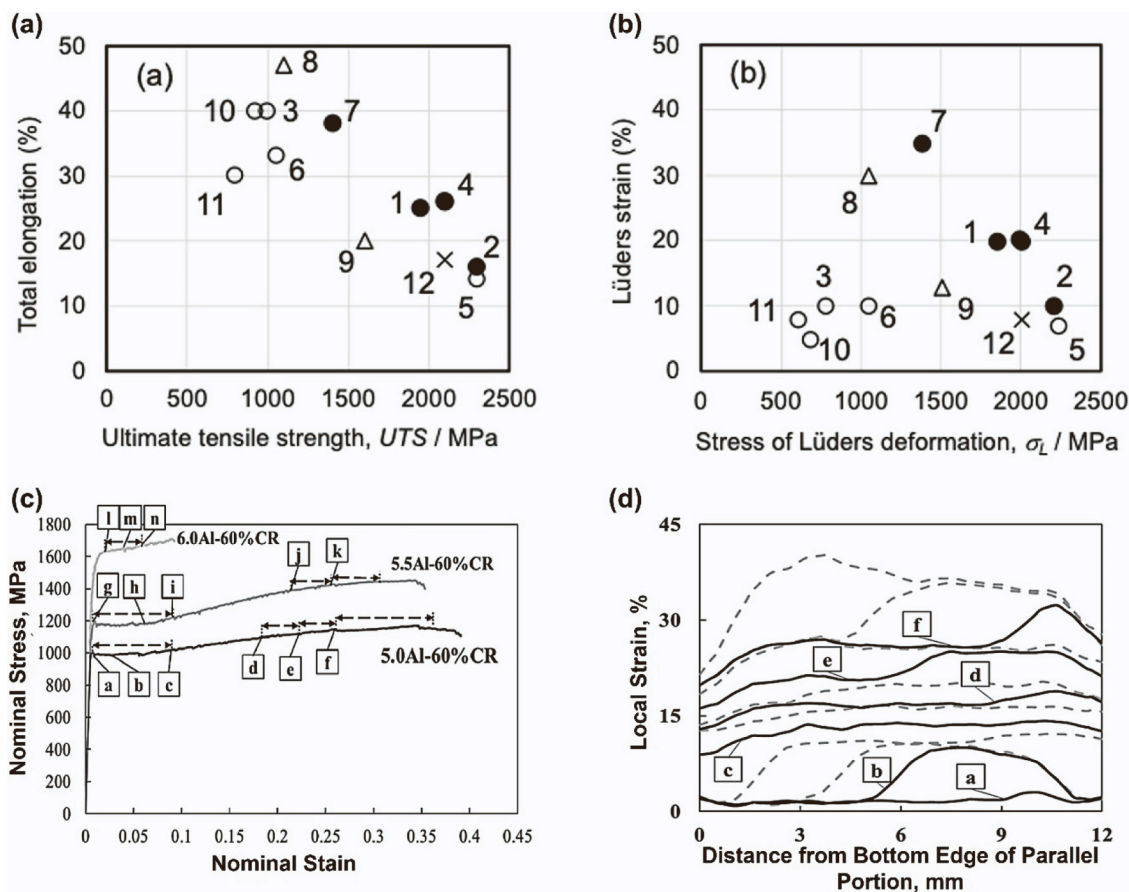 (a)
50
40
30
20
10
0
Total elongation (%)
(a)
8
10
3
7
6
11
1
4
9
12
2
5
0 500 1000 1500 2000 2500
Ultimate tensile strength, UTS / MPa
(b)
50
40
30
20
10
0
Lüders strain (%)
(b)
7
8
1
4
3
2
11
6
9
10
12
5
0 500 1000 1500 2000 2500
Stress of Lüders deformation, σL / MPa
(c)
1800
1600
1400
1200
1000
800
600
400
200
0
Nominal Stress, MPa
l m n
6.0Al-60%CR
j k
5.5Al-60%CR
g h i
d e f
5.0Al-60%CR
a b c
0 0.05 0.1 0.15 0.2 0.25 0.3 0.35 0.4 0.45
Nominal Stain
(d)
45
30
15
0
Local Strain, %
f
e
d
c
b
a
0 3 6 9 12
Distance from Bottom Edge of Parallel
Portion, mm